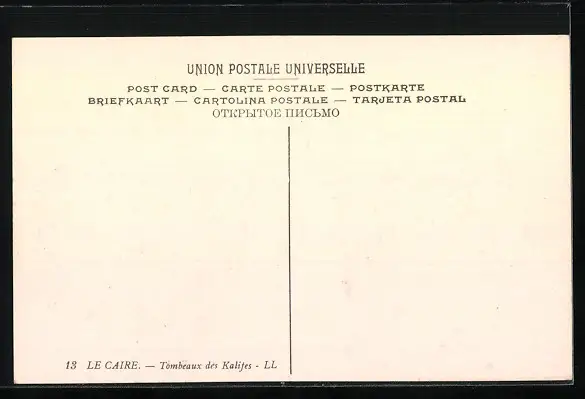 UNION POSTALE UNIVERSELLE
POST CARD — CARTE POSTALE — POSTKARTE
BRIEFKAART — CARTOLINA POSTALE — TARJETA POSTAL
ОТКРЫТОЕ ПИСЬМО
13 LE CAIRE. — Tombeaux des Kalifes - LL